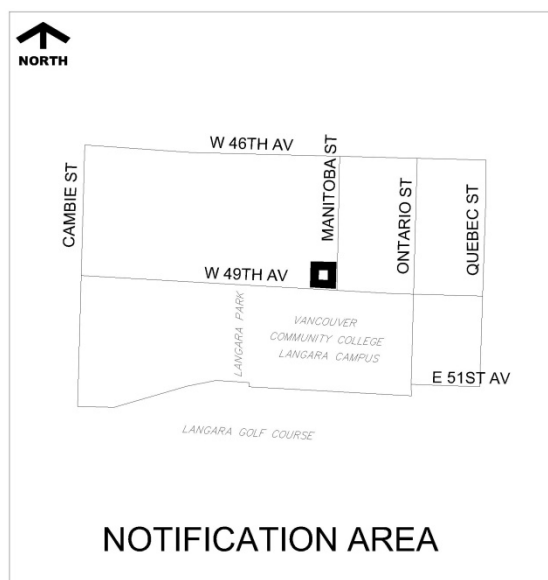 NORTH
W 46TH AV
CAMBIE ST
MANITOBA ST
ONTARIO ST
QUEBEC ST
W 49TH AV
LANGARA PARK
VANCOUVER
COMMUNITY COLLEGE
LANGARA CAMPUS
E 51ST AV
LANGARA GOLF COURSE
NOTIFICATION AREA